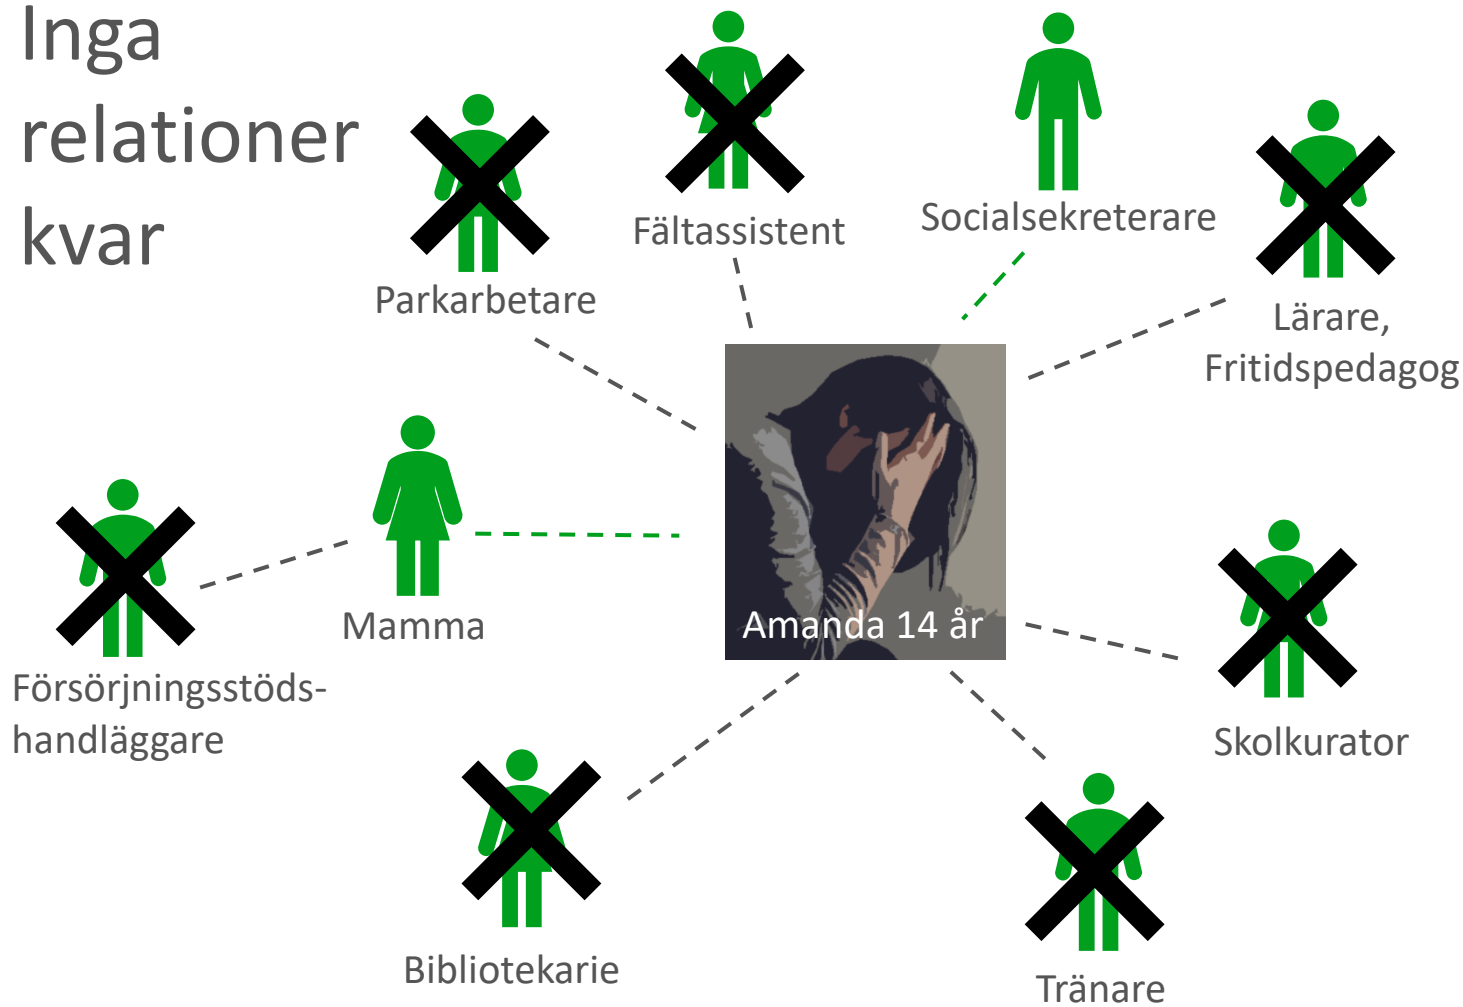 Inga
relationer
kvar
Fältassistent
Socialsekreterare
Parkarbetare
Lärare,
Fritidspedagog
Mamma
Amanda 14 år
Försörjningsstöds-
handläggare
Skolkurator
Bibliotekarie
Tränare